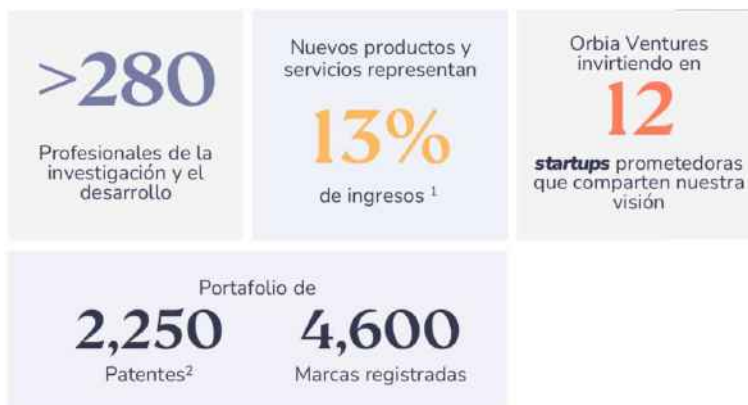 >280
Profesionales de la
investigación y el
desarrollo
Nuevos productos y
servicios representan
13%
de ingresos ¹
Orbia Ventures
invirtiendo en
12
startups prometedoras
que comparten nuestra
visión
Portafolio de
2,250
Patentes²
4,600
Marcas registradas